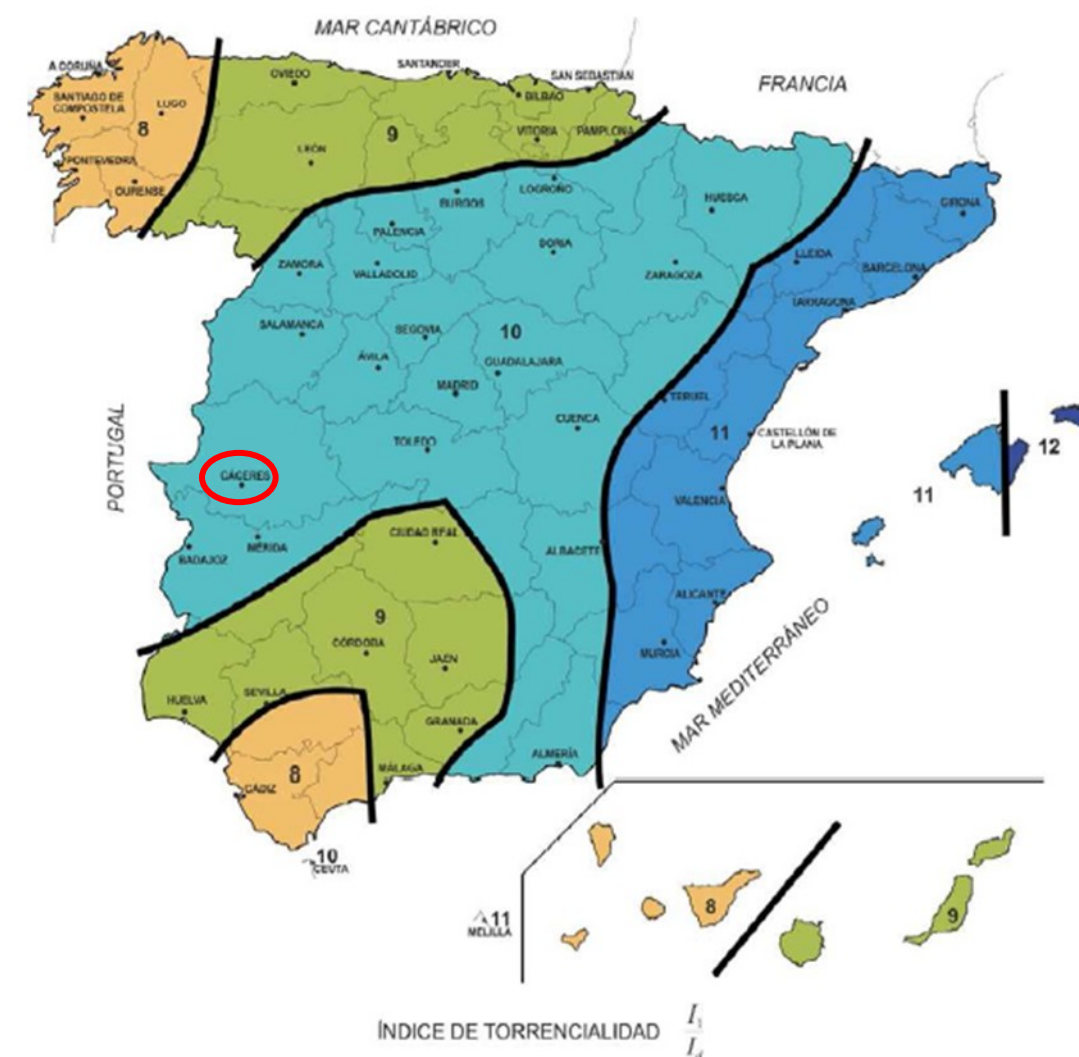 MAR CANTÁBRICO
A CORUÑA
OVIEDO
SANTANDER
SAN SEBASTIÁN
FRANCIA
SANTIAGO DE
COMPOSTELA
LUGO
BILBAO
8
9
VITORIA
PAMPLONA
LEÓN
PONTEVEDRA
OURENSE
LOGROÑO
BURGOS
HUESCA
GIRONA
PALENCIA
SORIA
ZAMORA
VALLADOLID
ZARAGOZA
LLEIDA
BARCELONA
TARRAGONA
SALAMANCA
SEGOVIA
10
ÁVILA
GUADALAJARA
MADRID
TERUEL
PORTUGAL
CUENCA
TOLEDO
11
CASTELLÓN DE
LA PLANA
12
CÁCERES
VALENCIA
11
CIUDAD REAL
MÉRIDA
BADAJOZ
ALBACETE
ALICANTE
9
CÓRDOBA
JAEN
MURCIA
MAR MEDITERRÁNEO
HUELVA
SEVILLA
GRANADA
ALMERÍA
8
MÁLAGA
CÁDIZ
10
CEUTA
11
MELILLA
8
9
ÍNDICE DE TORRENCIALIDAD I₁
I_d